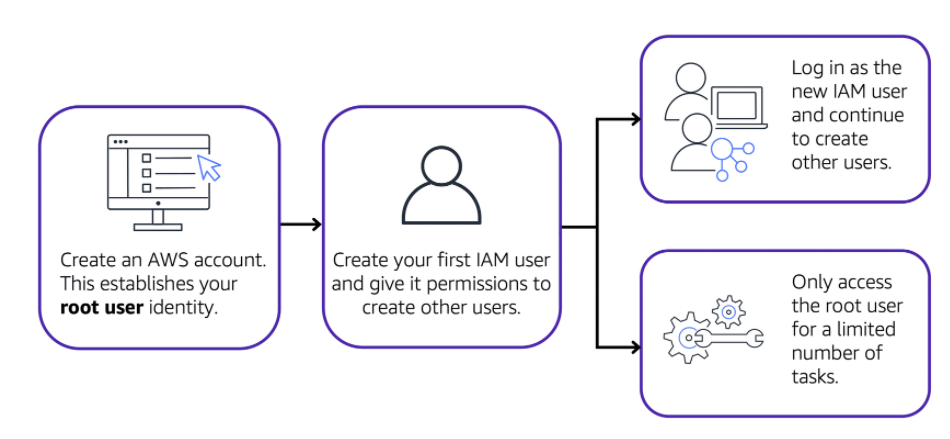 Create an AWS account.
This establishes your
root user identity.
Create your first IAM user
and give it permissions to
create other users.
Log in as the
new IAM user
and continue
to create
other users.
Only access
the root user
for a limited
number of
tasks.